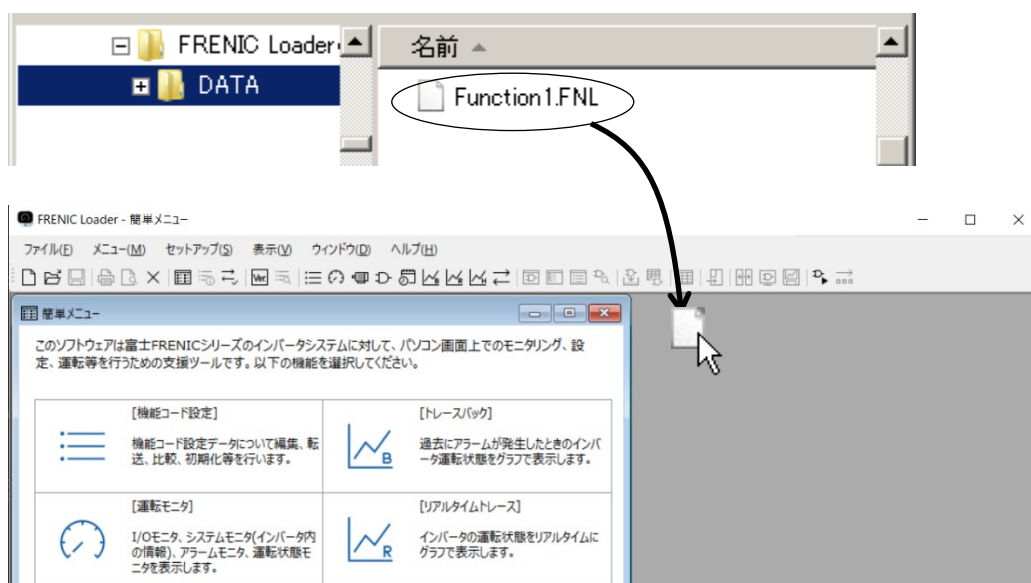 FRENIC Loader
名前
DATA
Function1.FNL
FRENIC Loader - 簡単メニュー
ファイル(F) メニュー(M) セットアップ(S) 表示(V) ウィンドウ(D) ヘルプ(H)
Ver.
簡単メニュー
このソフトウェアは富士FRENICシリーズのインバータシステムに対して、パソコン画面上でのモニタリング、設
定、運転等を行うための支援ツールです。以下の機能を選択してください。
[機能コード設定]
機能コード設定データについて編集、転
送、比較、初期化等を行います。
[トレースバック]
過去にアラームが発生したときのインバ
ータ運転状態をグラフで表示します。
B
[運転モニタ]
I/Oモニタ、システムモニタ(インバータ内
の情報)、アラームモニタ、運転状態モ
ニタを表示します。
[リアルタイムトレース]
インバータの運転状態をリアルタイムに
グラフで表示します。
R